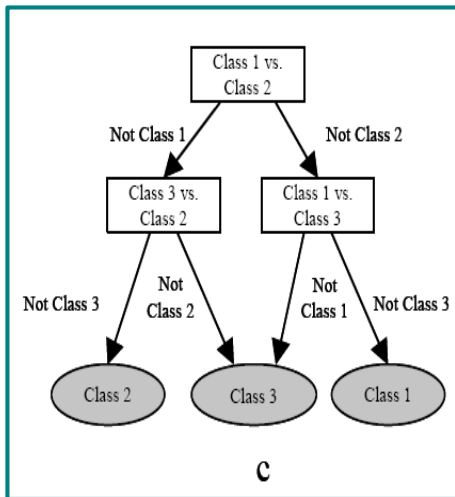 Class 1 vs.
Class 2
Not Class 1
Not Class 2
Class 3 vs.
Class 2
Class 1 vs.
Class 3
Not Class 3
Not
Class 2
Not
Class 1
Not Class 3
Class 2
Class 3
Class 1
C